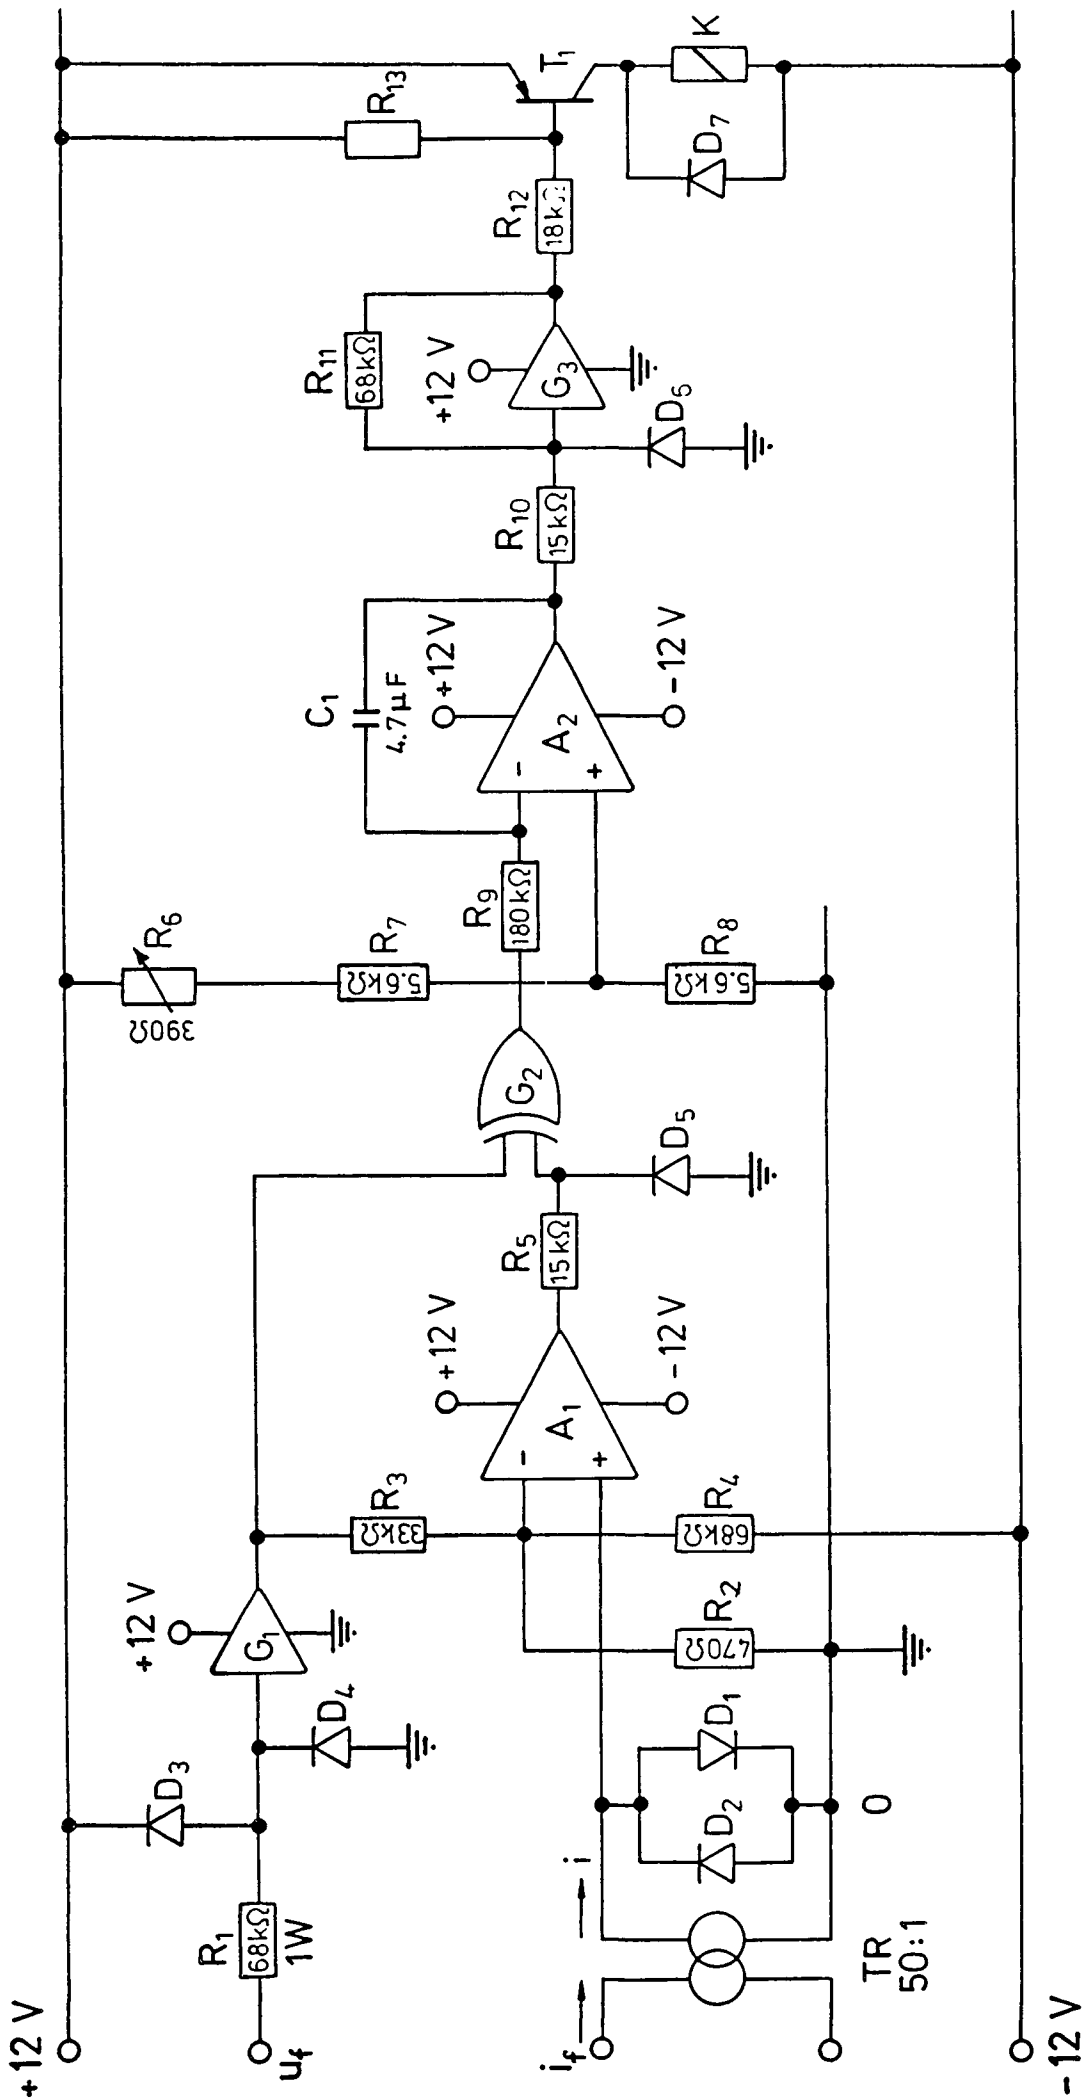 +12 V
u_f
i_f
i
-12 V
R₁
68kΩ
1W
TR
50:1
D₃
D₄
D₂
D₁
0
+12 V
G₁
R₂
470Ω
R₃
33kΩ
R₄
68kΩ
+12 V
-
A₁
+
-12 V
R₅
15kΩ
D₅
G₂
R₆
390Ω
R₇
5.6kΩ
R₈
5.6kΩ
R₉
180kΩ
C₁
4.7µF
+12V
-
A₂
+
-12 V
R₁₀
15kΩ
R₁₁
68kΩ
+12 V
G₃
D₆
R₁₂
18kΩ
R₁₃
T₁
D₇
K